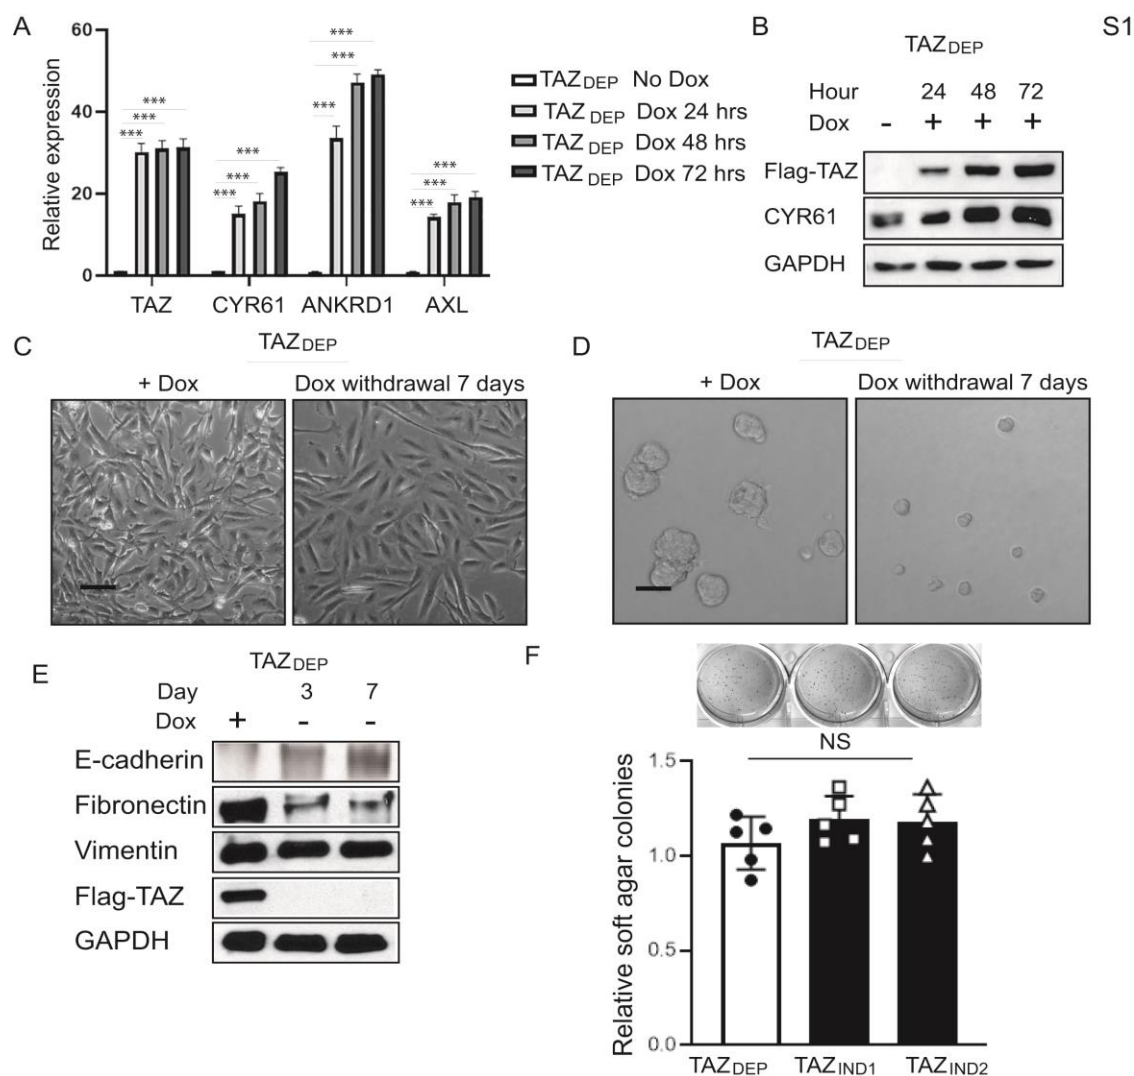 A
B
S1
Relative expression
60
40
20
0
***
***
***
***
***
***
***
***
***
***
***
***
TAZ
CYR61
ANKRD1
AXL
TAZDEP No Dox
TAZ DEP Dox 24 hrs
TAZ DEP Dox 48 hrs
TAZ DEP Dox 72 hrs
TAZDEP
Hour 24 48 72
Dox - + + +
Flag-TAZ
CYR61
GAPDH
C
TAZDEP
+ Dox
Dox withdrawal 7 days
D
TAZDEP
+ Dox
Dox withdrawal 7 days
E
TAZDEP
Day 3 7
Dox + - -
E-cadherin
Fibronectin
Vimentin
Flag-TAZ
GAPDH
F
NS
Relative soft agar colonies
1.5
1.0
0.5
0.0
TAZDEP
TAZIND1
TAZIND2